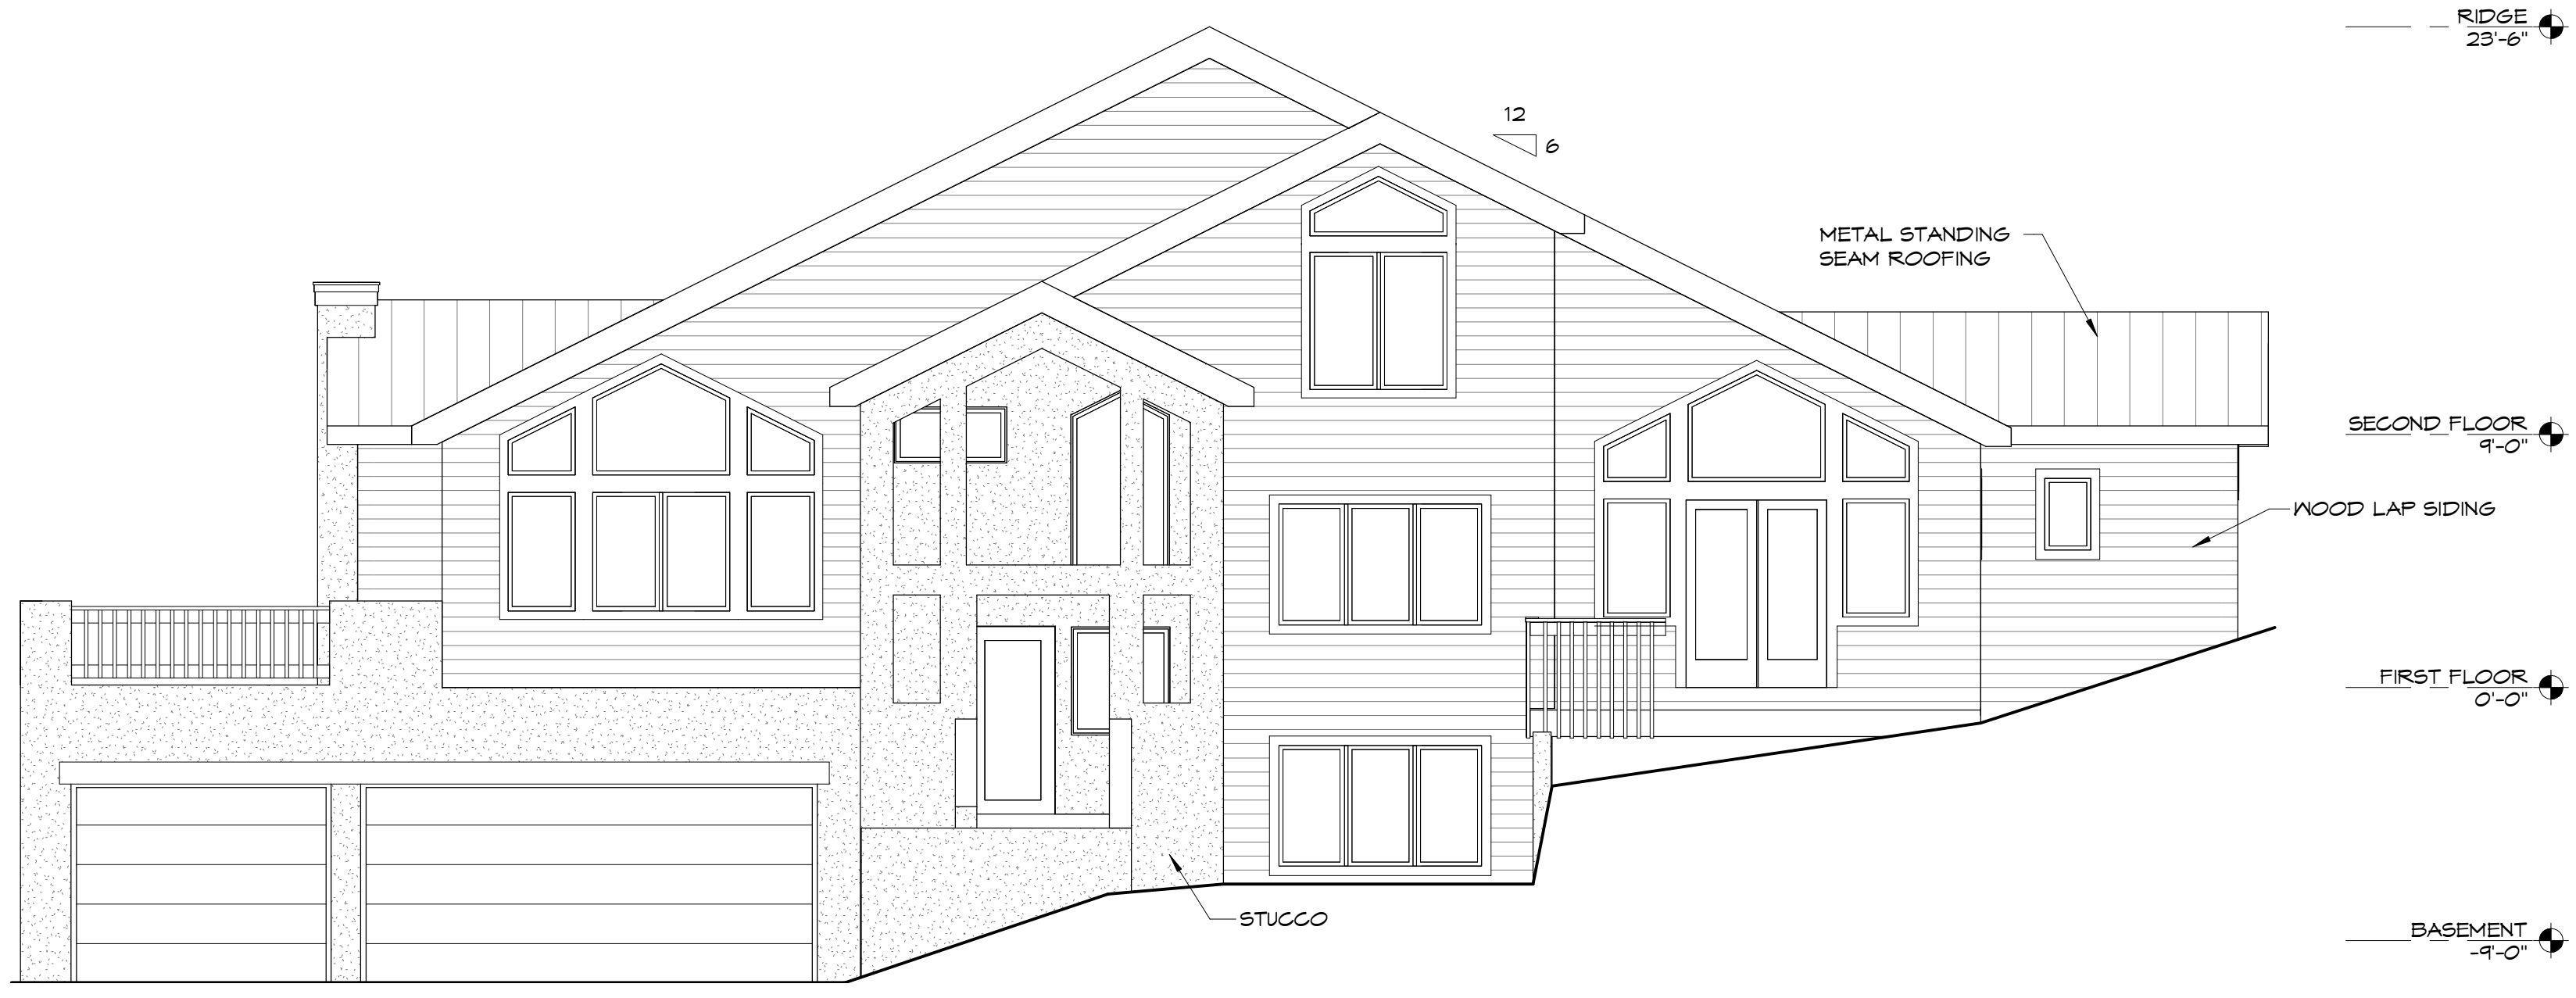 RIDGE
23'-6"
12
6
METAL STANDING
SEAM ROOFING
SECOND FLOOR
9'-0"
WOOD LAP SIDING
FIRST FLOOR
0'-0"
STUCCO
BASEMENT
-9'-0"